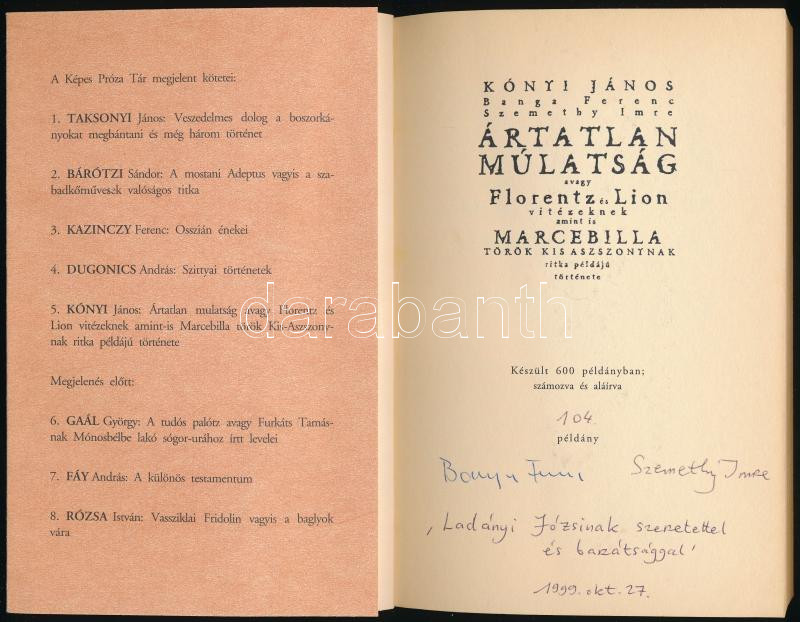 A Képes Próza Tár megjelent kötetei:
1. TAKSONYI János: Veszedelmes dolog a boszorká-
nyokat megbántani és még három történet
2. BÁRÓTZI Sándor: A mostani Adeptus vagyis a sza-
badkőművesek valóságos titka
3. KAZINCZY Ferenc: Osszián énekei
4. DUGONICS András: Szittyai történetek
5. KÓNYI János: Ártatlan mulatság avagy Florentz és
Lion vitézeknek amint-is Marcebilla török Kis-Aszszony-
nak ritka példájú története
Megjelenés előtt:
6. GAÁL György: A tudós palótz avagy Furkáts Tamás-
nak Mónosbélbe lakó sógor-urához írtt levelei
7. FÁY András: A különös testamentum
8. RÓZSA István: Vassziklai Fridolin vagyis a baglyok
vára
KÓNYI JÁNOS
Banga Ferenc
Szemethy Imre
ÁRTATLAN
MÚLATSÁG
avagy
Florentz és Lion
vitézeknek
amint is
MARCEBILLA
TÖRÖK KIS ASZSZONYNAK
ritka példájú
története
Készült 600 példányban;
számozva és aláírva
104.
példány
Szemethy Imre
'Ladányi Józsinak szeretettel
és barátsággal'
1999. okt. 27.
darabanth